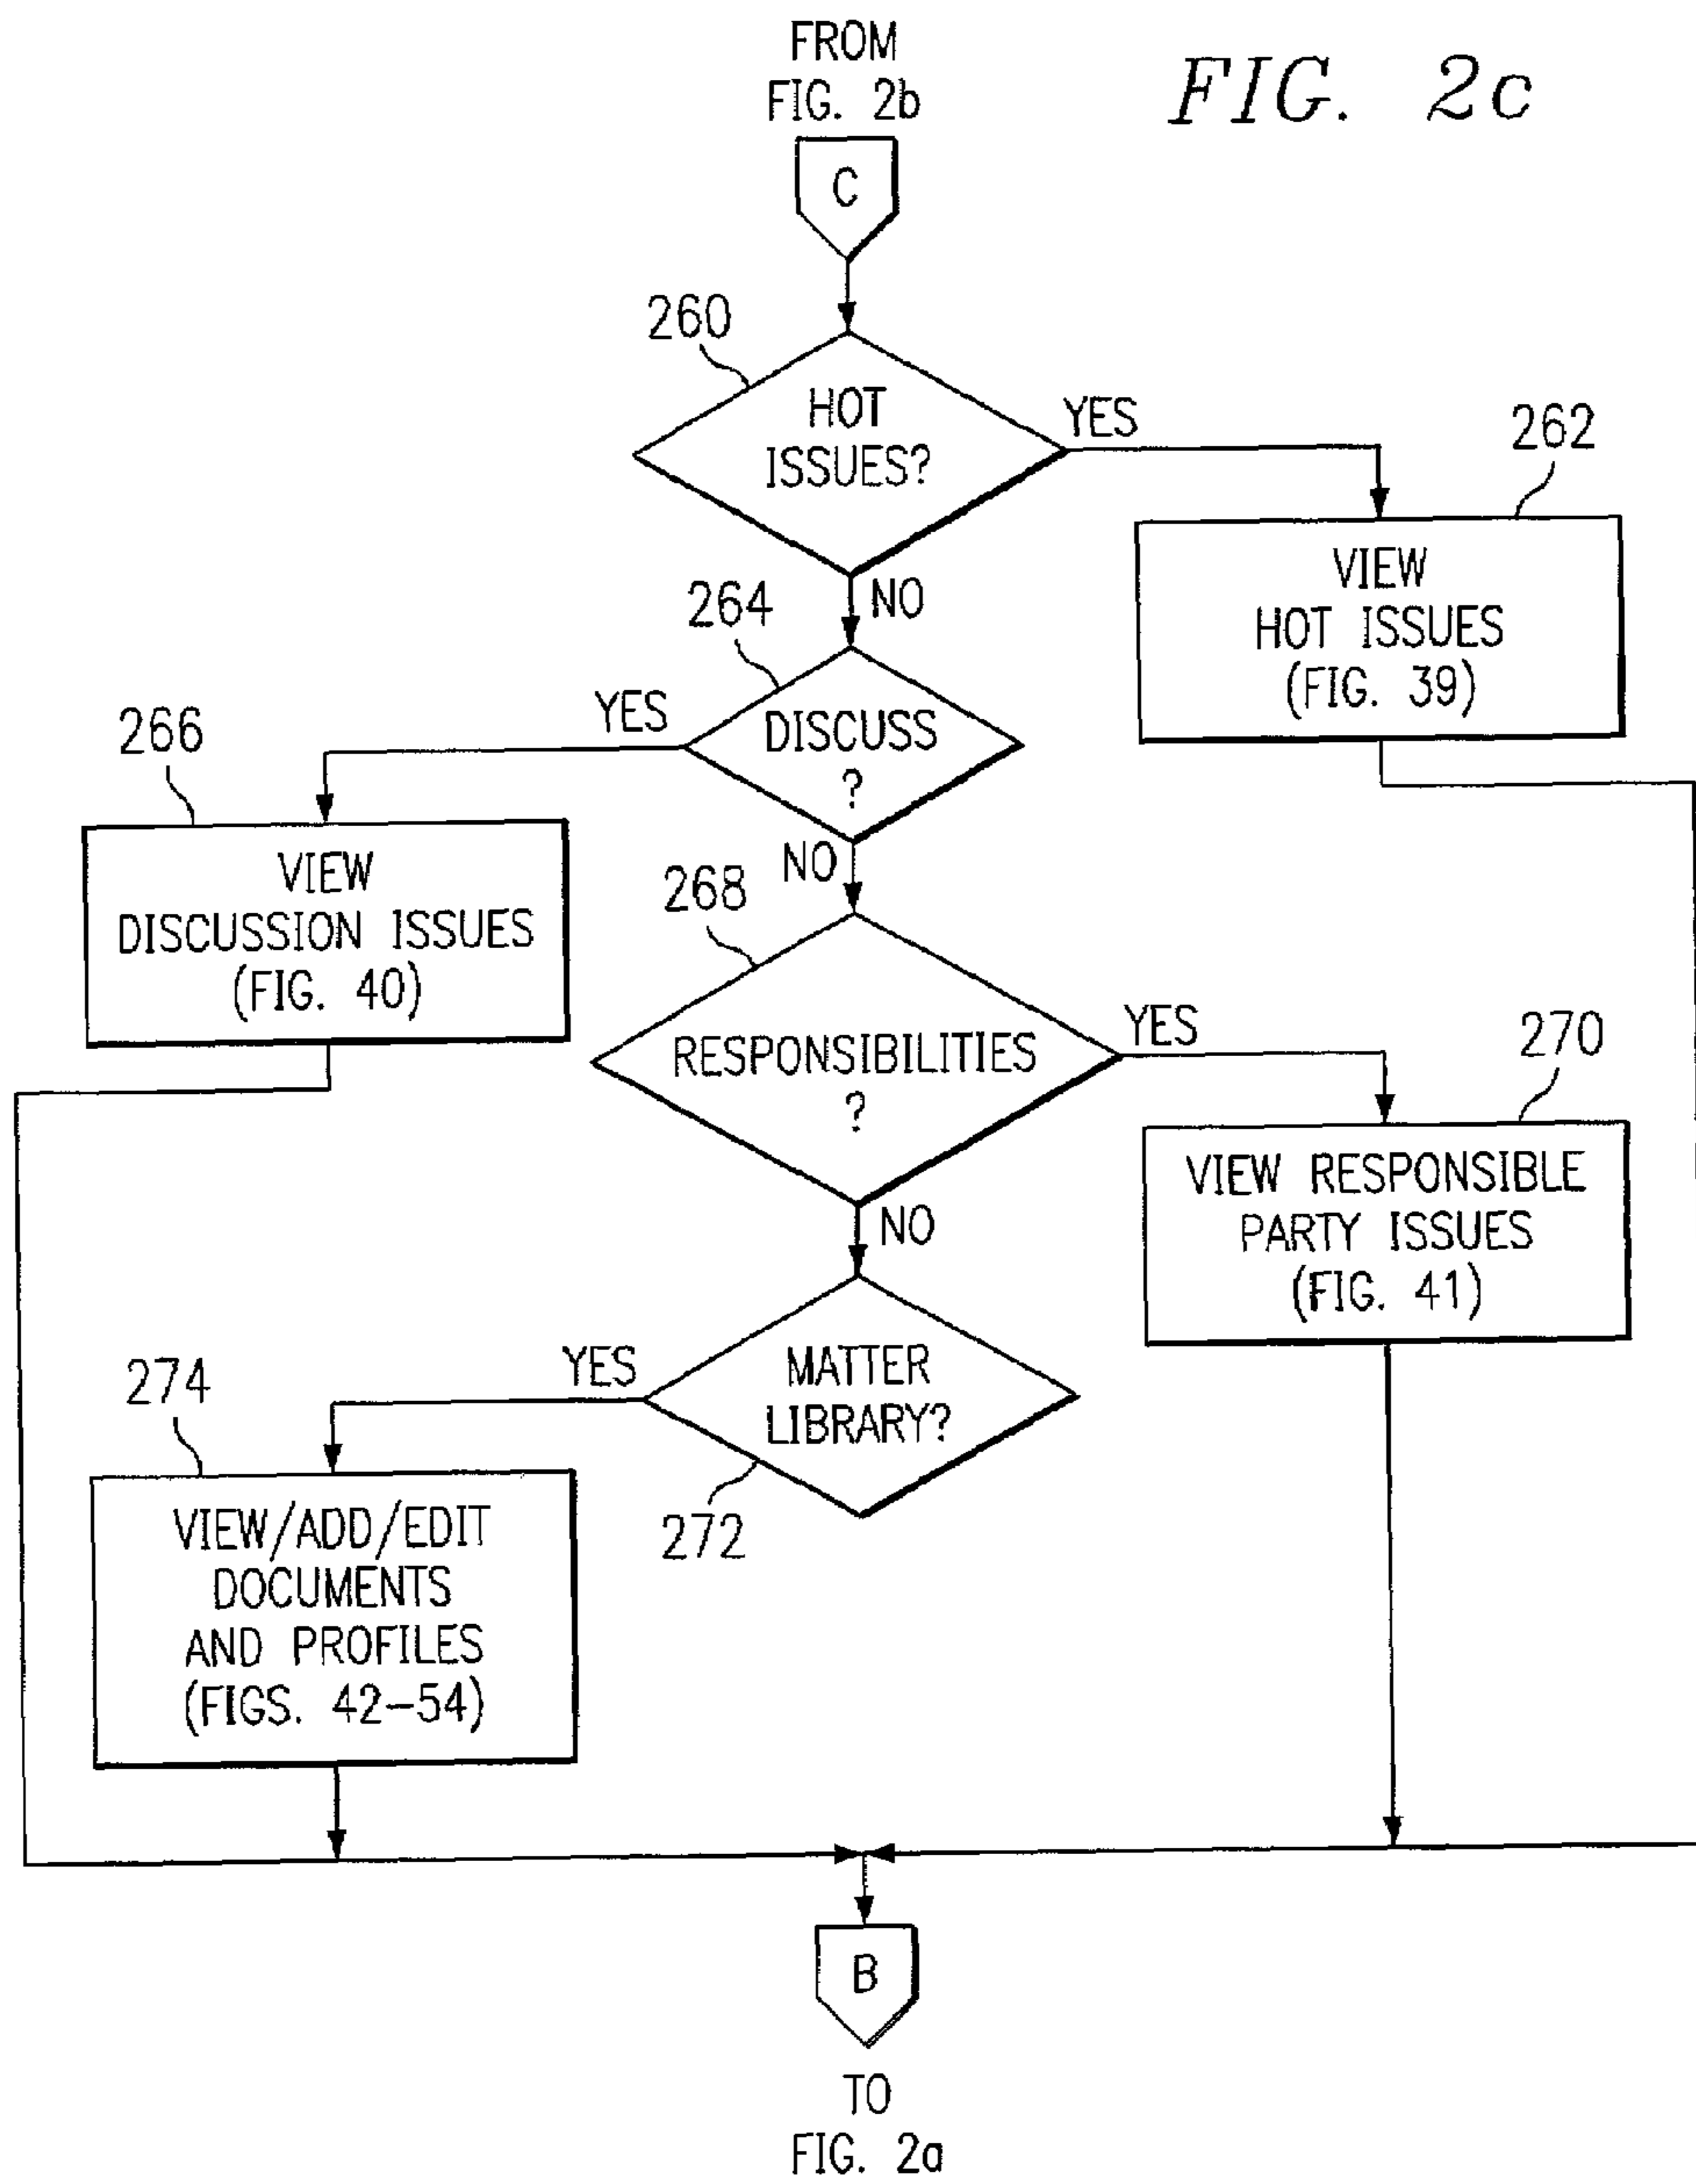 FROM
FIG. 2b
FIG. 2c
C
260
HOT
ISSUES?
YES
262
VIEW
HOT ISSUES
(FIG. 39)
NO
264
DISCUSS
?
YES
266
VIEW
DISCUSSION ISSUES
(FIG. 40)
NO
268
RESPONSIBILITIES
?
YES
270
VIEW RESPONSIBLE
PARTY ISSUES
(FIG. 41)
NO
MATTER
LIBRARY?
272
YES
274
VIEW/ADD/EDIT
DOCUMENTS
AND PROFILES
(FIGS. 42-54)
B
TO
FIG. 2a